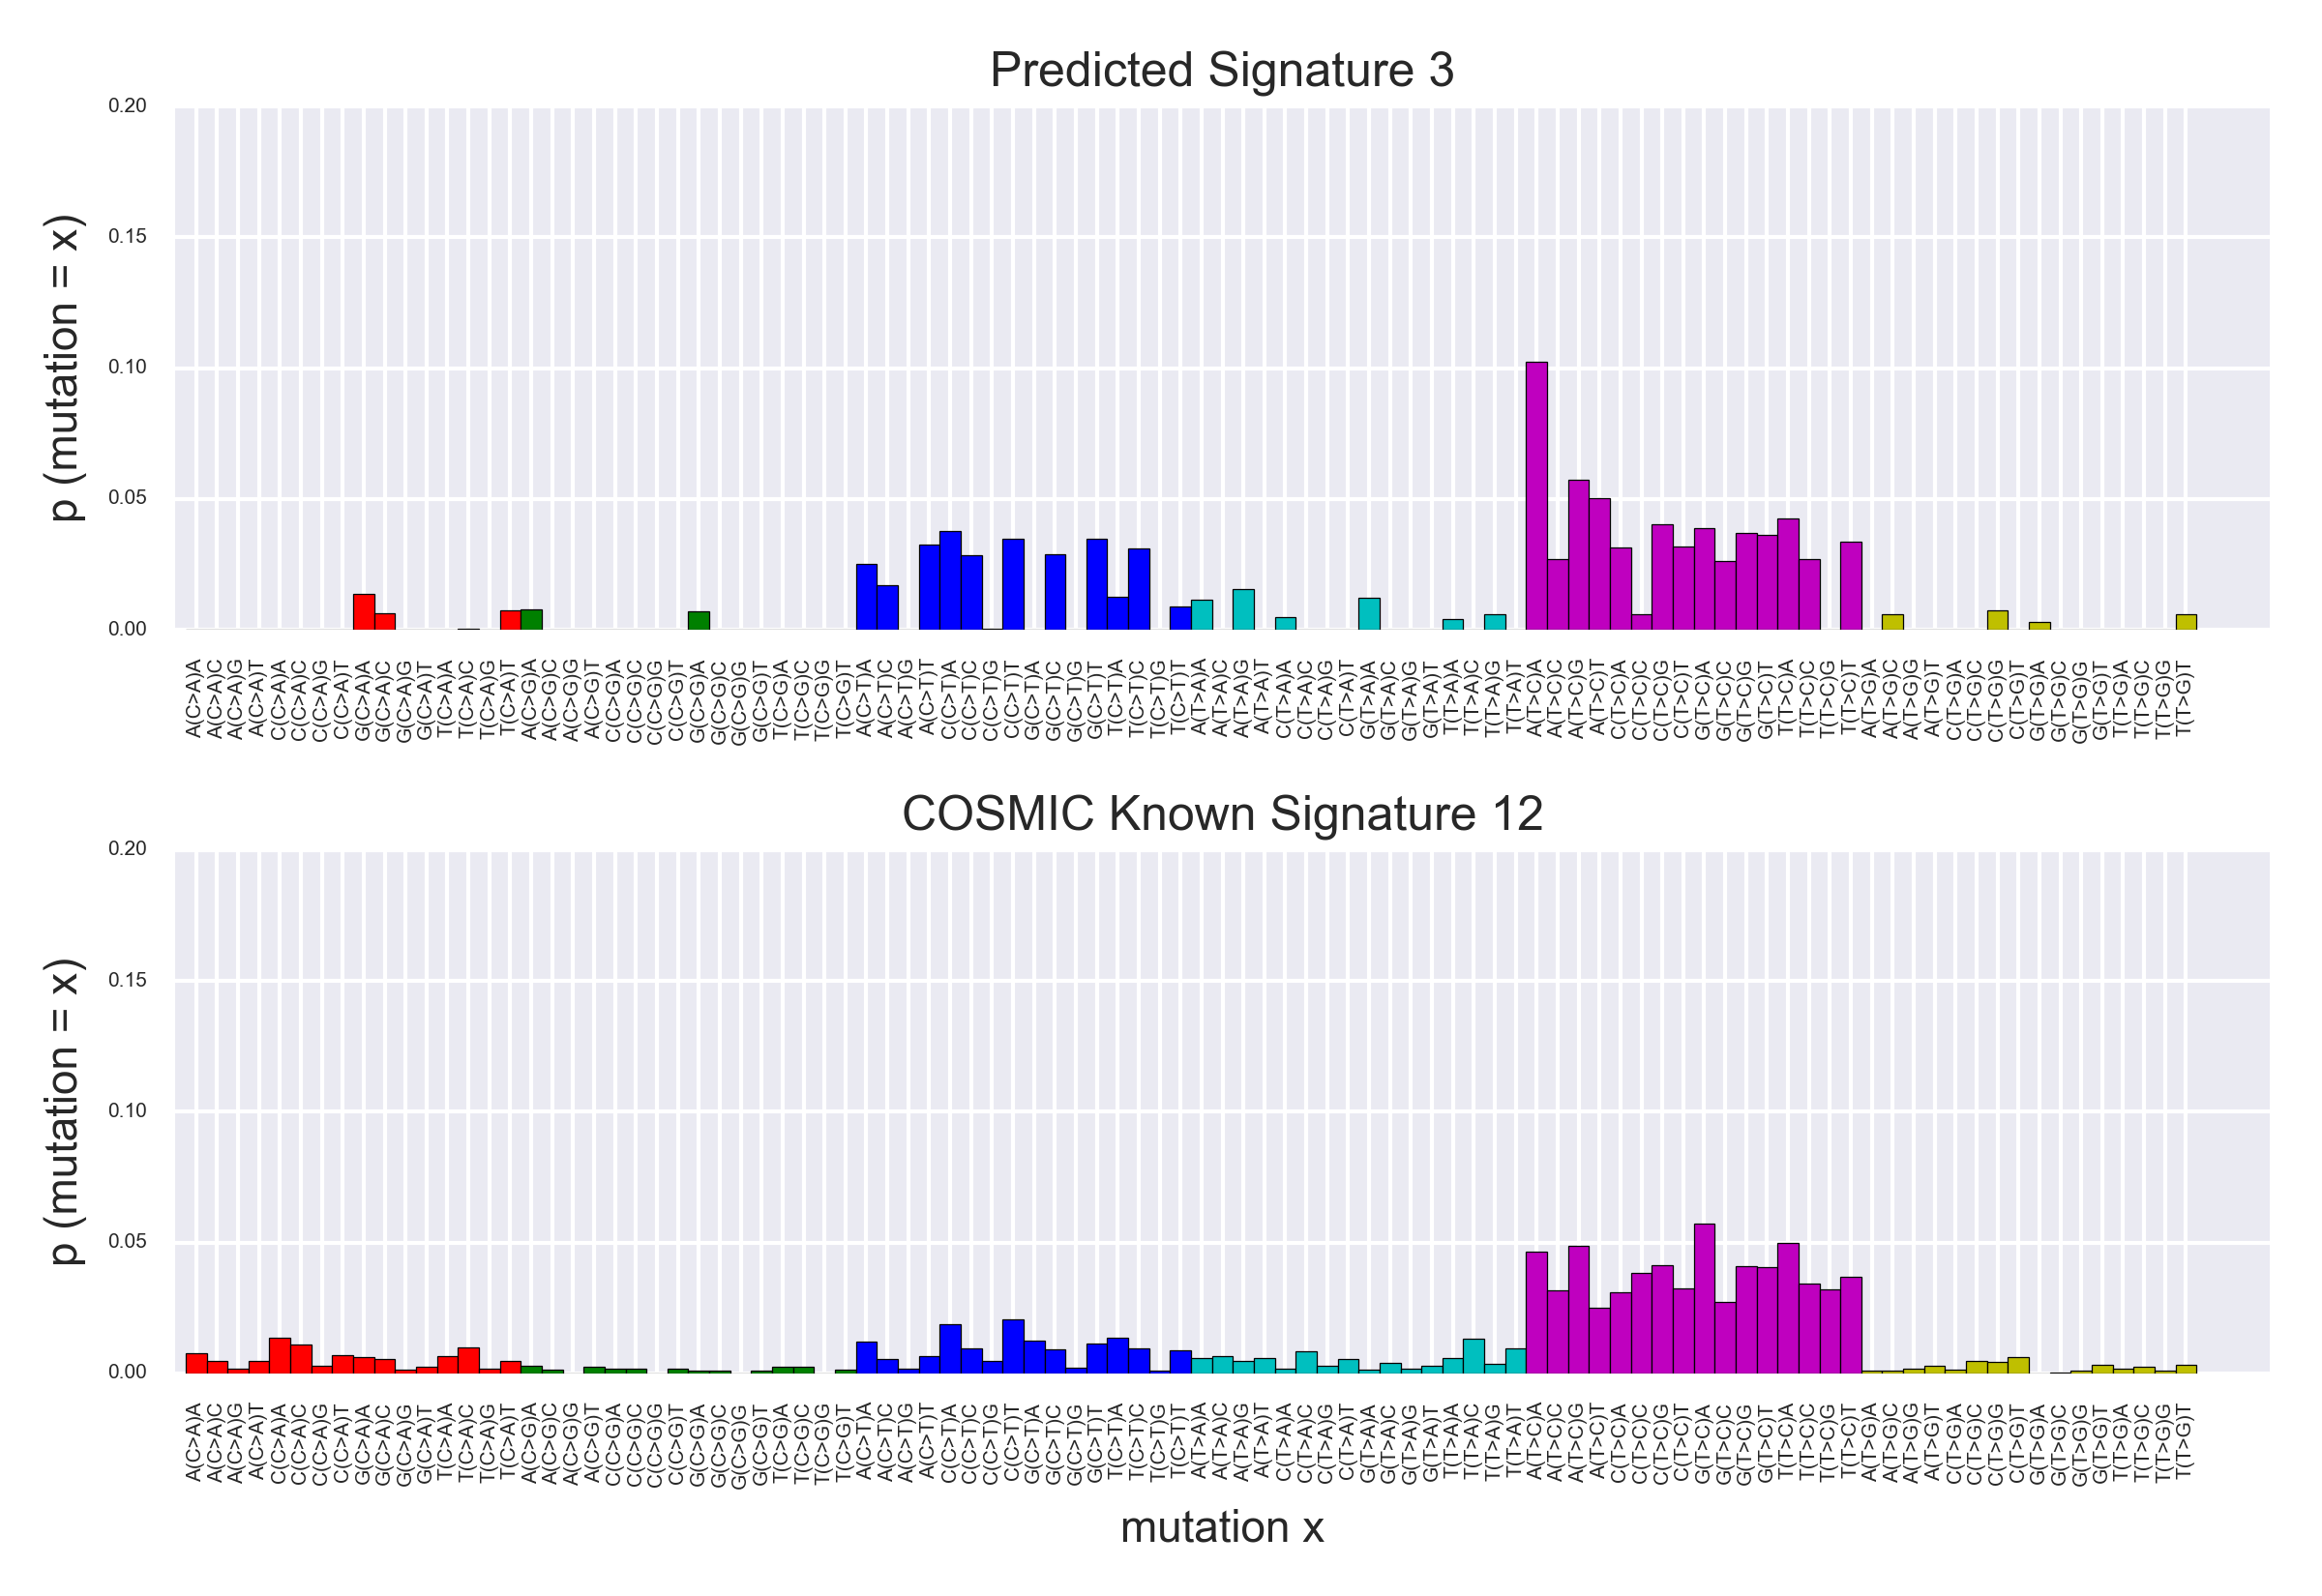 Predicted Signature 3
p (mutation = x)
0.20
0.15
0.10
0.05
0.00
A(C>A)A A(C>A)C A(C>A)G A(C>A)T C(C>A)A C(C>A)C C(C>A)G C(C>A)T G(C>A)A G(C>A)C G(C>A)G G(C>A)T T(C>A)A T(C>A)C T(C>A)G T(C>A)T A(C>G)A A(C>G)C A(C>G)G A(C>G)T C(C>G)A C(C>G)C C(C>G)G C(C>G)T G(C>G)A G(C>G)C G(C>G)G G(C>G)T T(C>G)A T(C>G)C T(C>G)G T(C>G)T A(C>T)A A(C>T)C A(C>T)G A(C>T)T C(C>T)A C(C>T)C C(C>T)G C(C>T)T G(C>T)A G(C>T)C G(C>T)G G(C>T)T T(C>T)A T(C>T)C T(C>T)G T(C>T)T A(T>A)A A(T>A)C A(T>A)G A(T>A)T C(T>A)A C(T>A)C C(T>A)G C(T>A)T G(T>A)A G(T>A)C G(T>A)G G(T>A)T T(T>A)A T(T>A)C T(T>A)G T(T>A)T A(T>C)A A(T>C)C A(T>C)G A(T>C)T C(T>C)A C(T>C)C C(T>C)G C(T>C)T G(T>C)A G(T>C)C G(T>C)G G(T>C)T T(T>C)A T(T>C)C T(T>C)G T(T>C)T A(T>G)A A(T>G)C A(T>G)G A(T>G)T C(T>G)A C(T>G)C C(T>G)G C(T>G)T G(T>G)A G(T>G)C G(T>G)G G(T>G)T T(T>G)A T(T>G)C T(T>G)G T(T>G)T
COSMIC Known Signature 12
p (mutation = x)
0.20
0.15
0.10
0.05
0.00
A(C>A)A A(C>A)C A(C>A)G A(C>A)T C(C>A)A C(C>A)C C(C>A)G C(C>A)T G(C>A)A G(C>A)C G(C>A)G G(C>A)T T(C>A)A T(C>A)C T(C>A)G T(C>A)T A(C>G)A A(C>G)C A(C>G)G A(C>G)T C(C>G)A C(C>G)C C(C>G)G C(C>G)T G(C>G)A G(C>G)C G(C>G)G G(C>G)T T(C>G)A T(C>G)C T(C>G)G T(C>G)T A(C>T)A A(C>T)C A(C>T)G A(C>T)T C(C>T)A C(C>T)C C(C>T)G C(C>T)T G(C>T)A G(C>T)C G(C>T)G G(C>T)T T(C>T)A T(C>T)C T(C>T)G T(C>T)T A(T>A)A A(T>A)C A(T>A)G A(T>A)T C(T>A)A C(T>A)C C(T>A)G C(T>A)T G(T>A)A G(T>A)C G(T>A)G G(T>A)T T(T>A)A T(T>A)C T(T>A)G T(T>A)T A(T>C)A A(T>C)C A(T>C)G A(T>C)T C(T>C)A C(T>C)C C(T>C)G C(T>C)T G(T>C)A G(T>C)C G(T>C)G G(T>C)T T(T>C)A T(T>C)C T(T>C)G T(T>C)T A(T>G)A A(T>G)C A(T>G)G A(T>G)T C(T>G)A C(T>G)C C(T>G)G C(T>G)T G(T>G)A G(T>G)C G(T>G)G G(T>G)T T(T>G)A T(T>G)C T(T>G)G T(T>G)T
mutation x